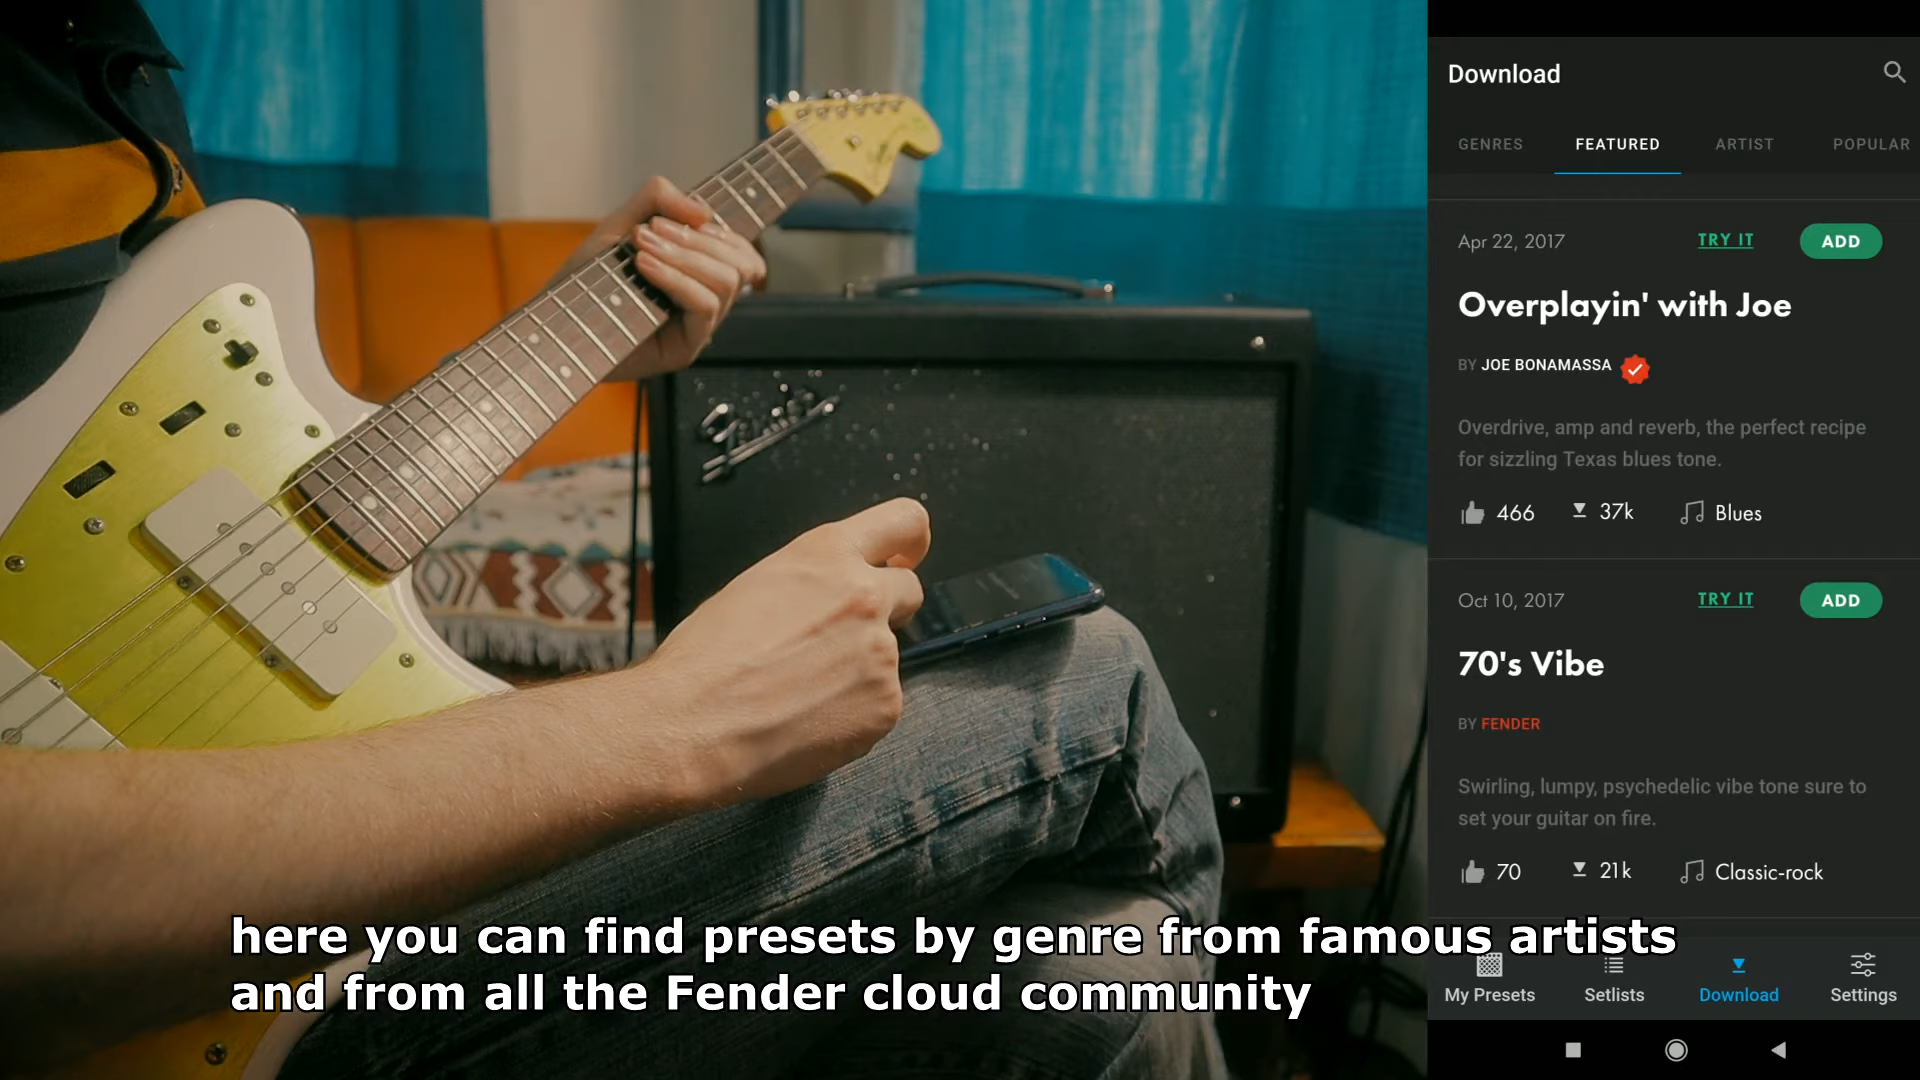 Fender
Download
GENRES FEATURED ARTIST POPULAR
Apr 22, 2017 TRY IT ADD
Overplayin' with Joe
BY JOE BONAMASSA
Overdrive, amp and reverb, the perfect recipe
for sizzling Texas blues tone.
466 37k Blues
Oct 10, 2017 TRY IT ADD
70's Vibe
BY FENDER
Swirling, lumpy, psychedelic vibe tone sure to
set your guitar on fire.
70 21k Classic-rock
My Presets Setlists Download Settings
here you can find presets by genre from famous artists
and from all the Fender cloud community